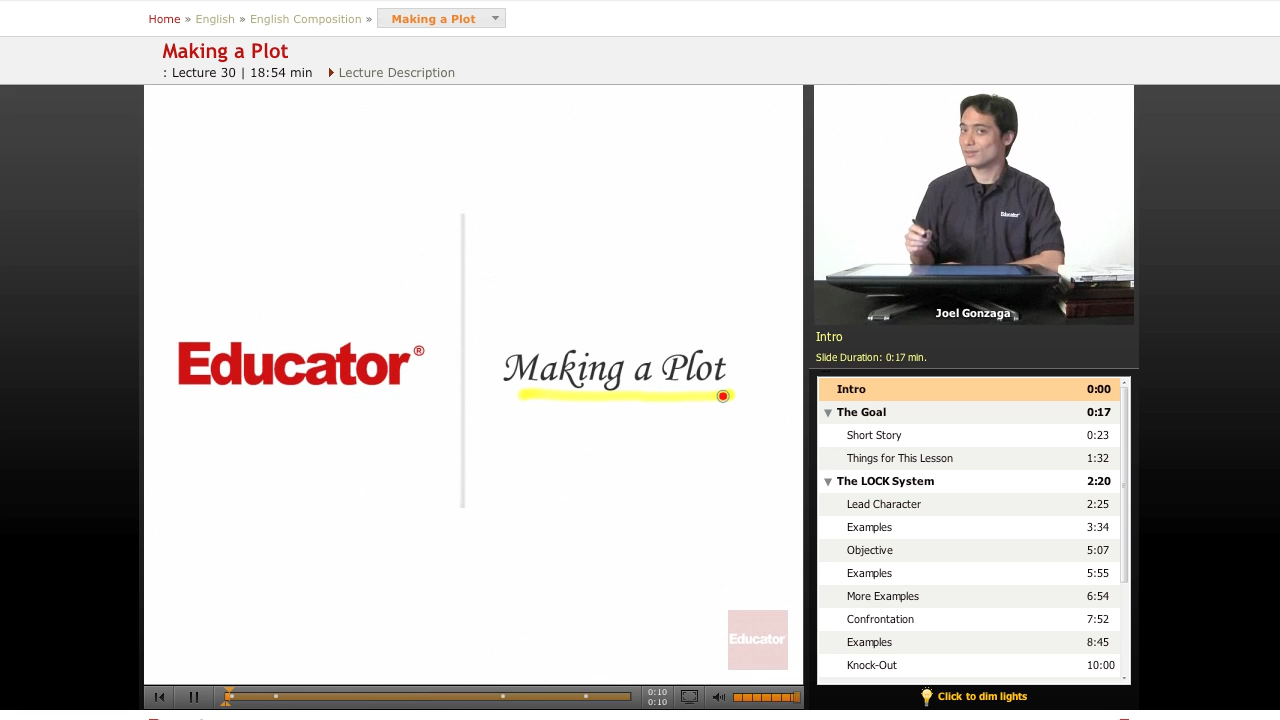 Home » English » English Composition » Making a Plot
Making a Plot
: Lecture 30 | 18:54 min Lecture Description
Educator®
Making a Plot
Educator
Educator
Joel Gonzaga
Intro
Slide Duration: 0:17 min.
Intro 0:00
The Goal 0:17
Short Story 0:23
Things for This Lesson 1:32
The LOCK System 2:20
Lead Character 2:25
Examples 3:34
Objective 5:07
Examples 5:55
More Examples 6:54
Confrontation 7:52
Examples 8:45
Knock-Out 10:00
0:10
0:10
Click to dim lights